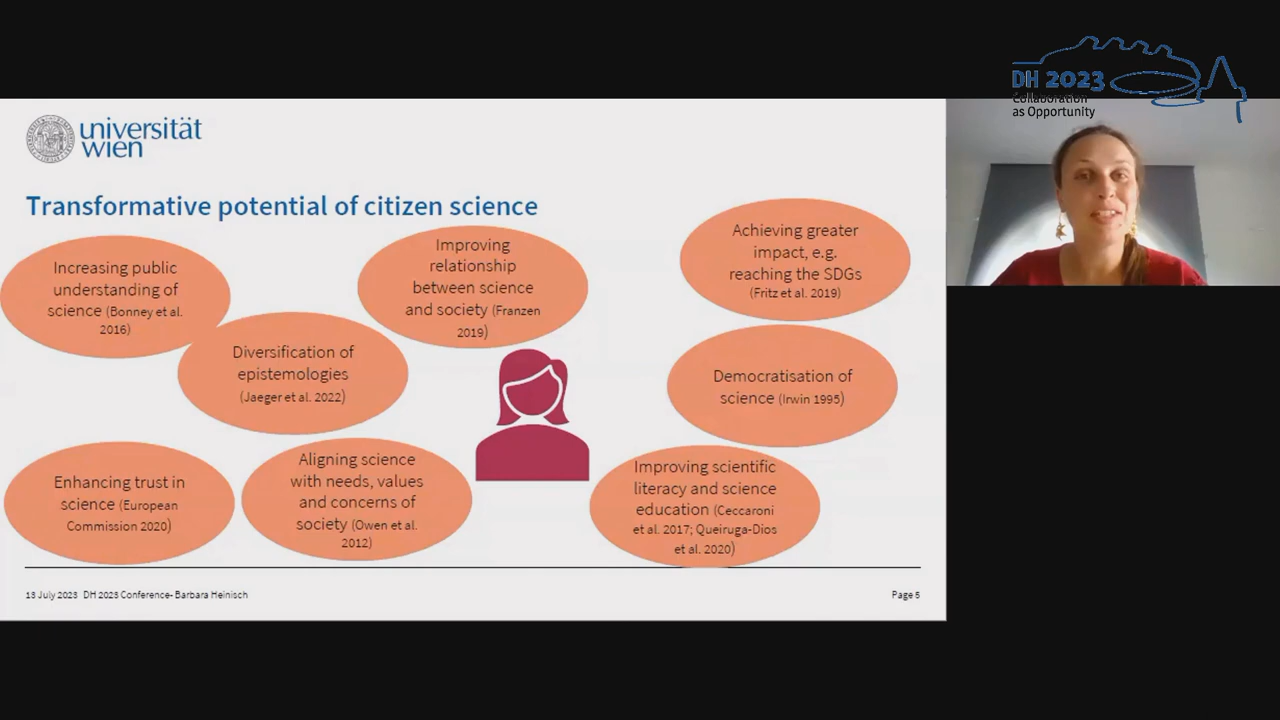 DH 2023
Collaboration
as Opportunity
universität
wien
Transformative potential of citizen science
Increasing public
understanding of
science (Bonney et al.
2016)
Diversification of
epistemologies
(Jaeger et al. 2022)
Improving
relationship
between science
and society (Franzen
2019)
Achieving greater
impact, e.g.
reaching the SDGs
(Fritz et al. 2019)
Democratisation of
science (Irwin 1995)
Enhancing trust in
science (European
Commission 2020)
Aligning science
with needs, values
and concerns of
society (Owen et al.
2012)
Improving scientific
literacy and science
education (Ceccaroni
et al. 2017; Queiruga-Dios
et al. 2020)
13 July 2023 DH 2023 Conference- Barbara Heinisch
Page 5